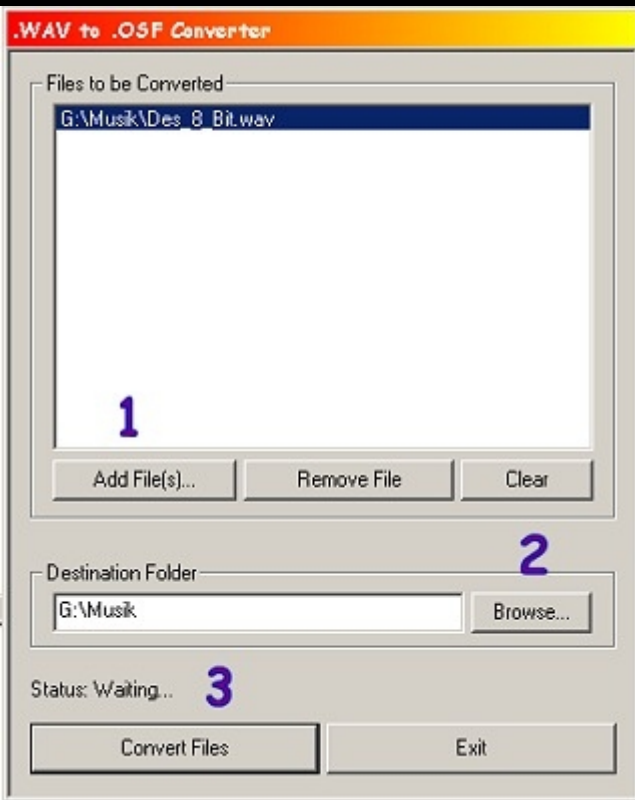 .WAV to .OSF Converter
Files to be Converted
G:\Musik\Des_8_Bit.wav
1
Add File(s)... Remove File Clear
2
Destination Folder
G:\Musik Browse...
Status: Waiting... 3
Convert Files Exit